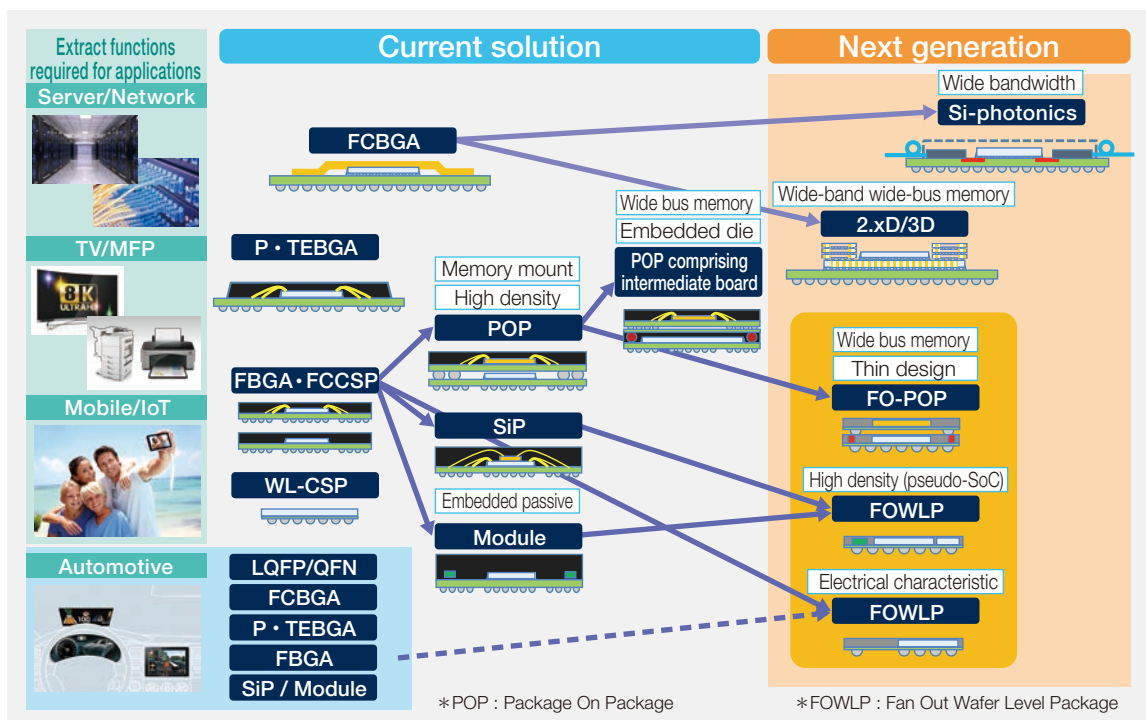 Extract functions
required for applications
Current solution
Next generation
Server/Network
FCBGA
Wide bandwidth
Si-photonics
Wide-band wide-bus memory
2.xD/3D
TV/MFP
8K
ULTRA HD
P・TEBGA
Memory mount
High density
POP
Wide bus memory
Embedded die
POP comprising
intermediate board
Wide bus memory
Thin design
FO-POP
Mobile/IoT
FBGA・FCCSP
WL-CSP
SiP
Embedded passive
Module
High density (pseudo-SoC)
FOWLP
Electrical characteristic
FOWLP
Automotive
100
LQFP/QFN
FCBGA
P・TEBGA
FBGA
SiP / Module
＊POP : Package On Package
＊FOWLP : Fan Out Wafer Level Package